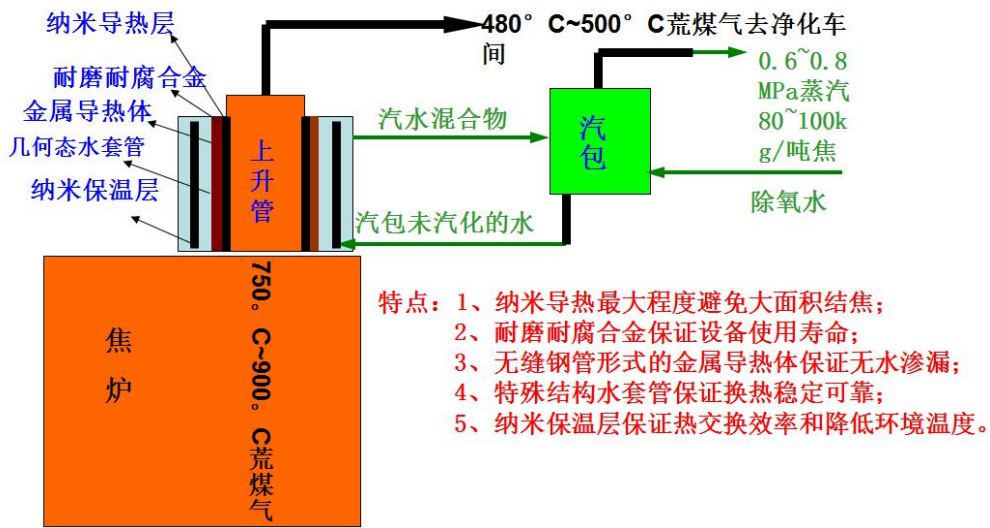 纳米导热层
耐磨耐腐合金
金属导热体
几何态水套管
纳米保温层
480°C~500°C荒煤气去净化车
间
上升管
汽水混合物
汽包
0.6~0.8
MPa蒸汽
80~100k
g/吨焦
除氧水
汽包未汽化的水
焦炉
750。C~900。C荒煤气
特点：1、纳米导热最大程度避免大面积结焦；
2、耐磨耐腐合金保证设备使用寿命；
3、无缝钢管形式的金属导热体保证无水渗漏；
4、特殊结构水套管保证换热稳定可靠；
5、纳米保温层保证热交换效率和降低环境温度。